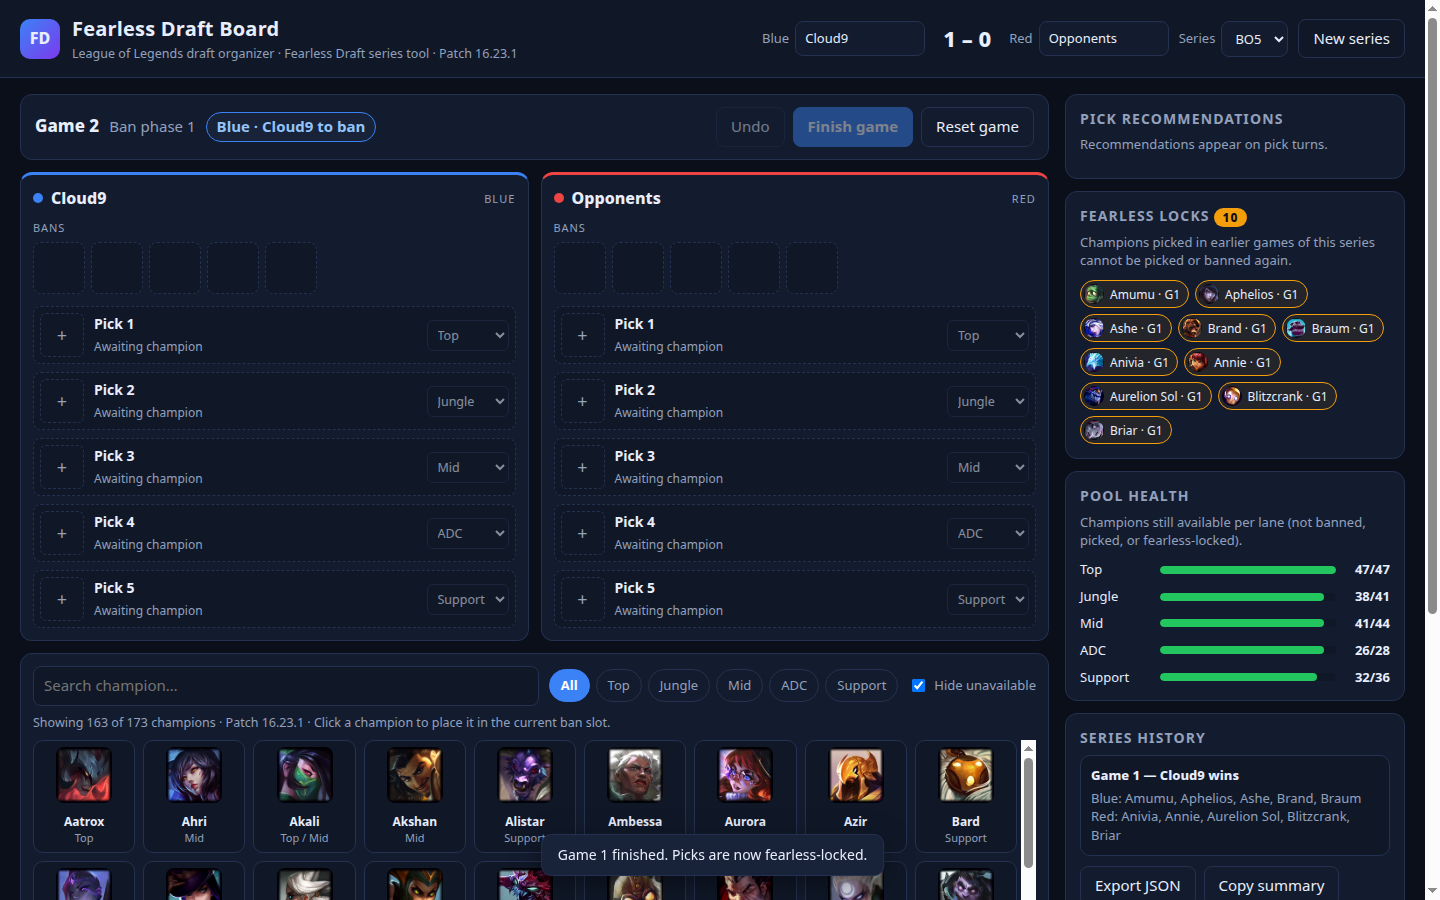 FD
Fearless Draft Board
League of Legends draft organizer · Fearless Draft series tool · Patch 16.23.1
Blue
Cloud9
1 – 0
Red
Opponents
Series
BO5
New series
Game 2
Ban phase 1
Blue · Cloud9 to ban
Undo
Finish game
Reset game
Cloud9
BLUE
BANS
+
Pick 1
Awaiting champion
Top
+
Pick 2
Awaiting champion
Jungle
+
Pick 3
Awaiting champion
Mid
+
Pick 4
Awaiting champion
ADC
+
Pick 5
Awaiting champion
Support
Opponents
RED
BANS
+
Pick 1
Awaiting champion
Top
+
Pick 2
Awaiting champion
Jungle
+
Pick 3
Awaiting champion
Mid
+
Pick 4
Awaiting champion
ADC
+
Pick 5
Awaiting champion
Support
Search champion...
All
Top
Jungle
Mid
ADC
Support
Hide unavailable
Showing 163 of 173 champions · Patch 16.23.1 · Click a champion to place it in the current ban slot.
Aatrox
Top
Ahri
Mid
Akali
Top / Mid
Akshan
Mid
Alistar
Support
Ambessa
Aurora
Azir
Bard
Support
Game 1 finished. Picks are now fearless-locked.
PICK RECOMMENDATIONS
Recommendations appear on pick turns.
FEARLESS LOCKS 10
Champions picked in earlier games of this series
cannot be picked or banned again.
Amumu · G1
Aphelios · G1
Ashe · G1
Brand · G1
Braum · G1
Anivia · G1
Annie · G1
Aurelion Sol · G1
Blitzcrank · G1
Briar · G1
POOL HEALTH
Champions still available per lane (not banned,
picked, or fearless-locked).
Top 47/47
Jungle 38/41
Mid 41/44
ADC 26/28
Support 32/36
SERIES HISTORY
Game 1 — Cloud9 wins
Blue: Amumu, Aphelios, Ashe, Brand, Braum
Red: Anivia, Annie, Aurelion Sol, Blitzcrank,
Briar
Export JSON
Copy summary